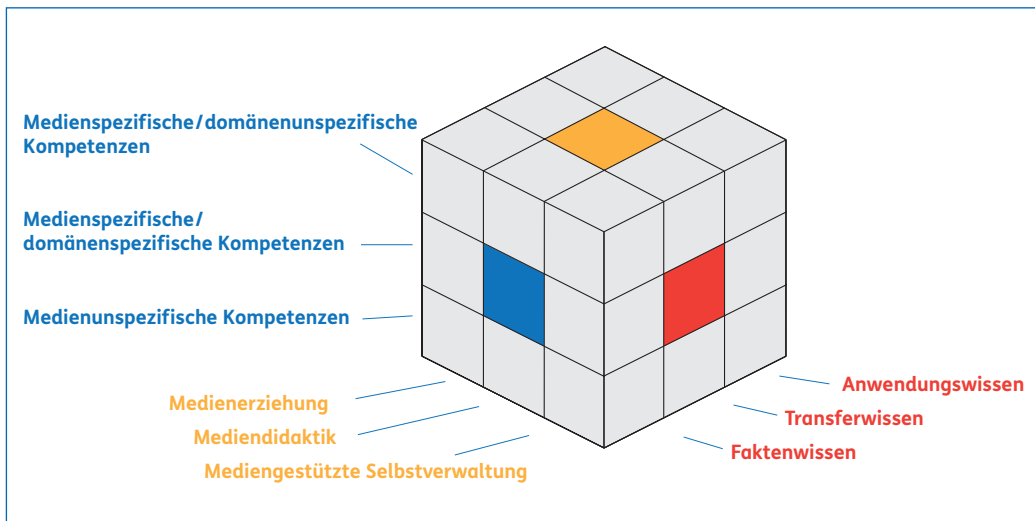 Medienspezifische/domänenunspezifische
Kompetenzen
Medienspezifische/
domänenspezifische Kompetenzen
Medienunspezifische Kompetenzen
Medienerziehung
Mediendidaktik
Mediengestützte Selbstverwaltung
Anwendungswissen
Transferwissen
Faktenwissen